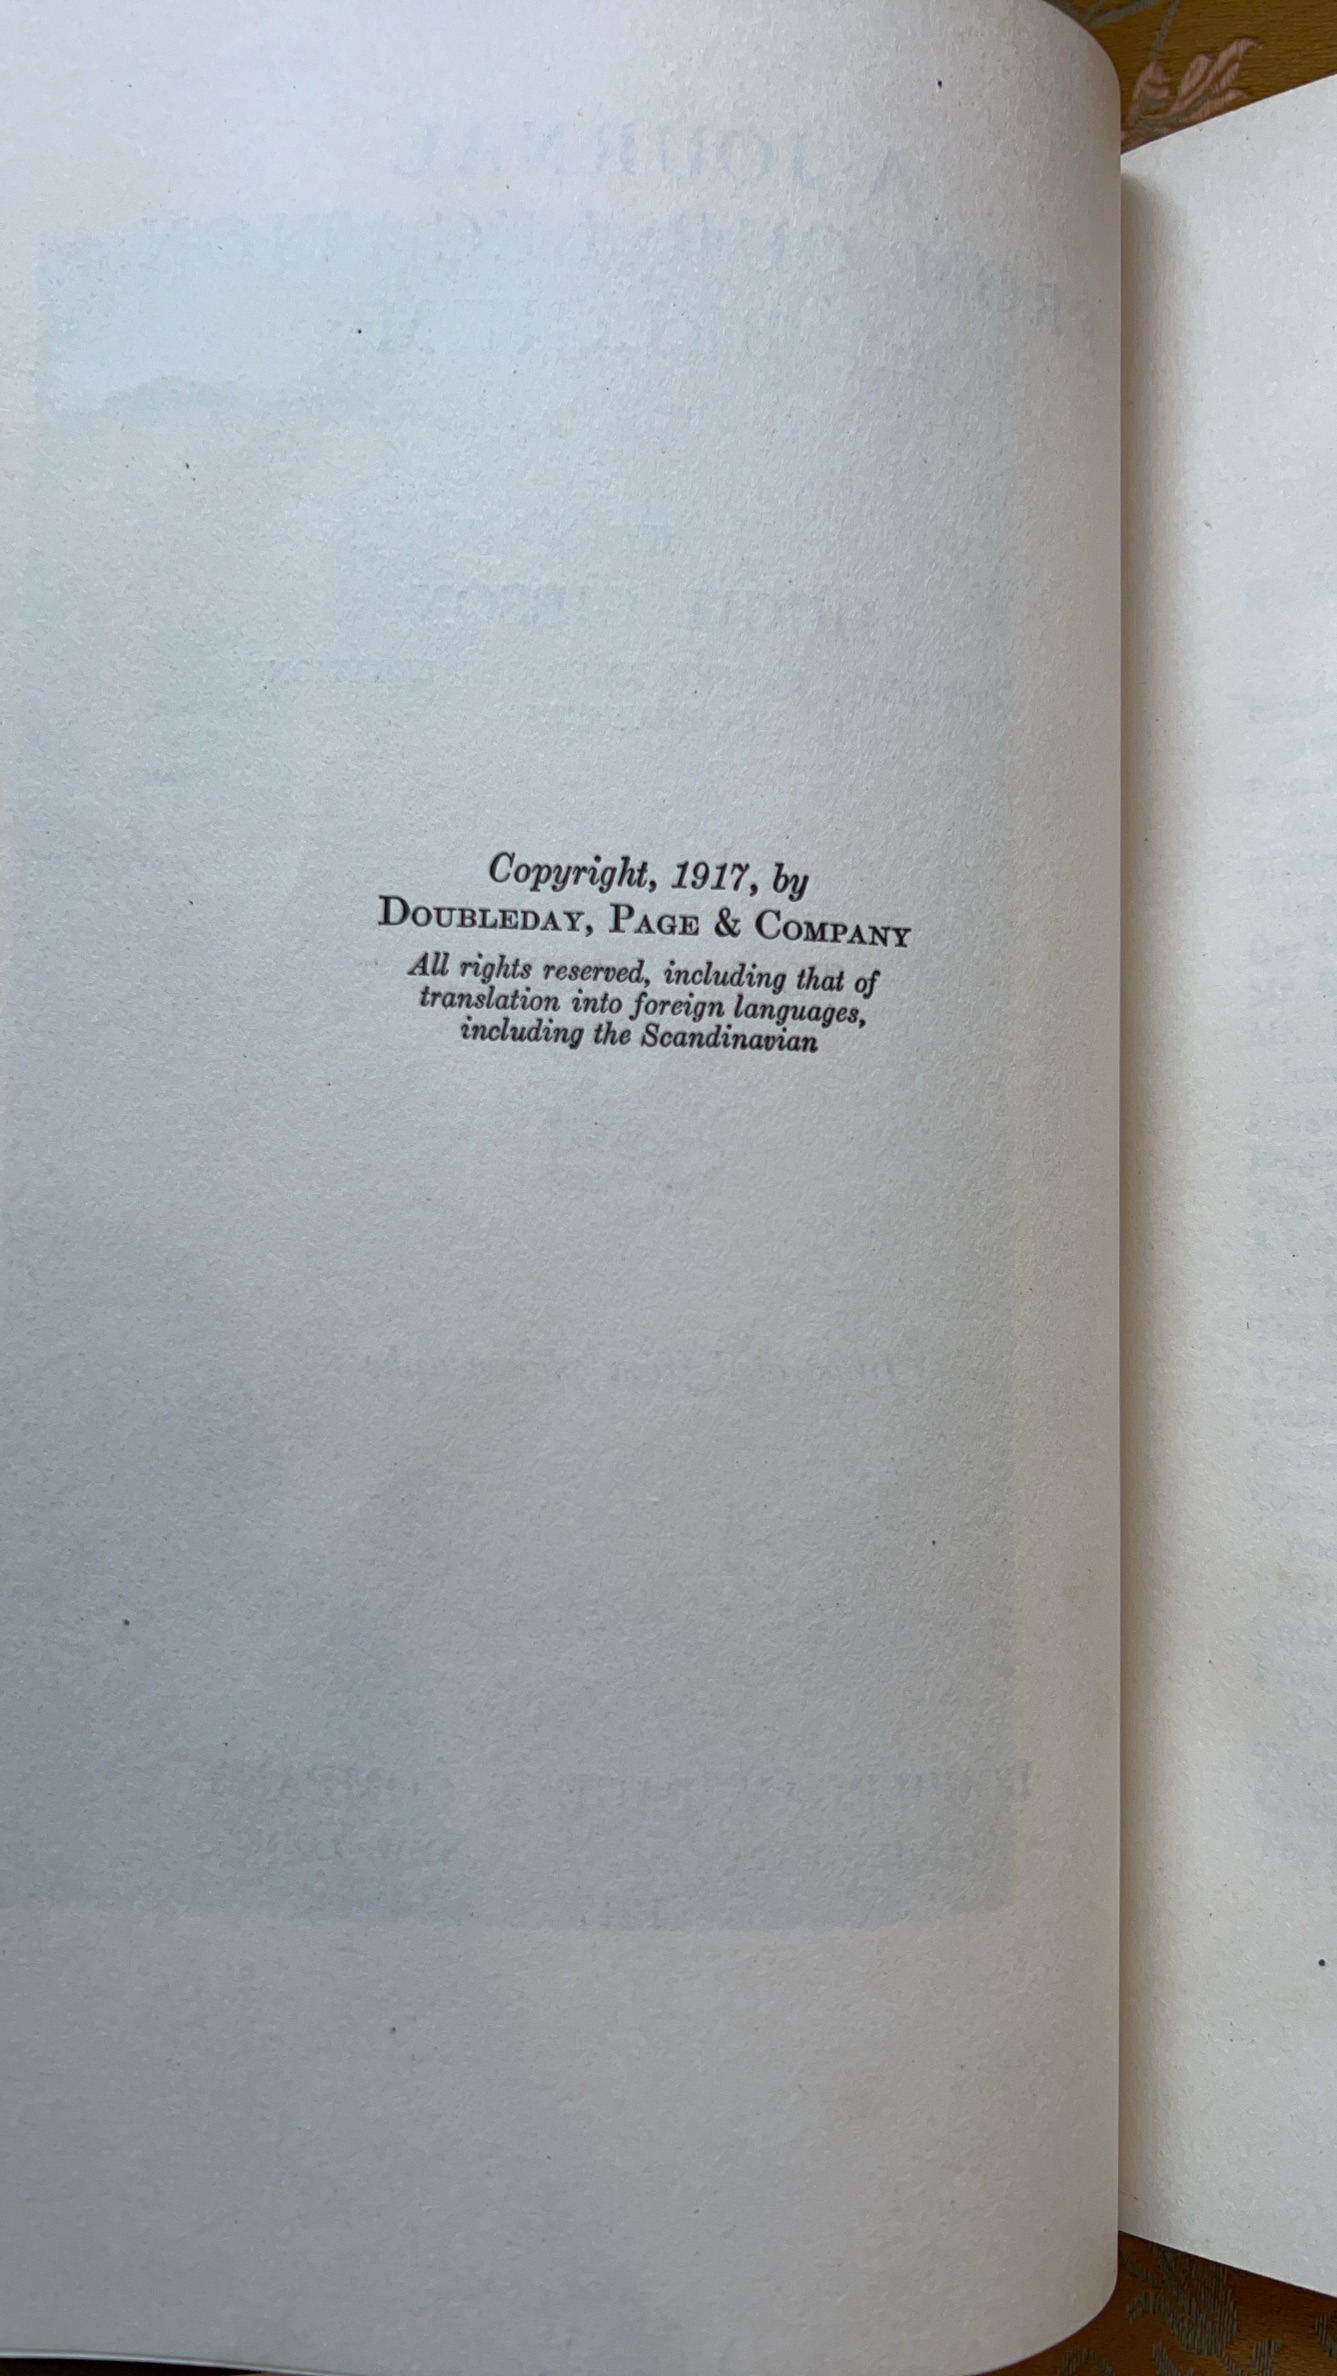 Copyright, 1917, by
DOUBLEDAY, PAGE & COMPANY
All rights reserved, including that of
translation into foreign languages,
including the Scandinavian